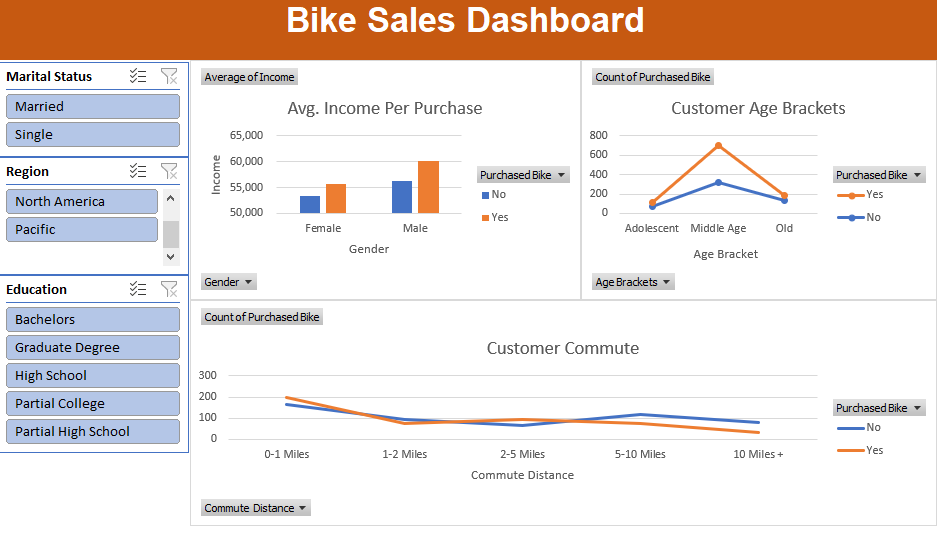 Bike Sales Dashboard
Marital Status
Married
Single
Region
North America
Pacific
Education
Bachelors
Graduate Degree
High School
Partial College
Partial High School
Average of Income
Avg. Income Per Purchase
65,000
60,000
55,000
50,000
Income
Female Male
Gender
Purchased Bike
No
Yes
Gender
Count of Purchased Bike
Customer Age Brackets
800
600
400
200
0
Adolescent Middle Age Old
Age Bracket
Purchased Bike
Yes
No
Age Brackets
Count of Purchased Bike
Customer Commute
300
200
100
0
0-1 Miles 1-2 Miles 2-5 Miles 5-10 Miles 10 Miles +
Commute Distance
Purchased Bike
No
Yes
Commute Distance